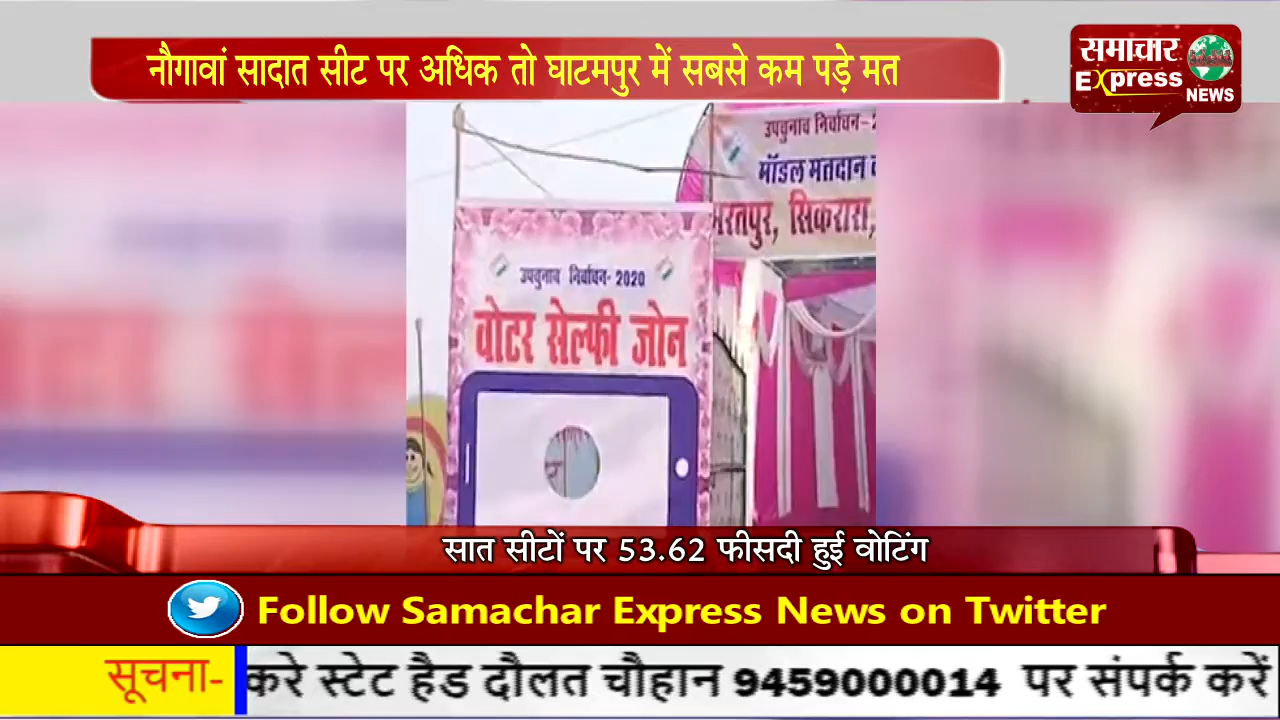 नौगावां सादात सीट पर अधिक तो घाटमपुर में सबसे कम पड़े मत
समाचार
Express
NEWS
उपचुनाव निर्वाचन-2
मॉडल मतदान
सिकरारा,
उपचुनाव निर्वाचन- 2020
वोटर सेल्फी जोन
सात सीटों पर 53.62 फीसदी हुई वोटिंग
Follow Samachar Express News on Twitter
सूचना- करे स्टेट हैड दौलत चौहान 9459000014 पर संपर्क करें